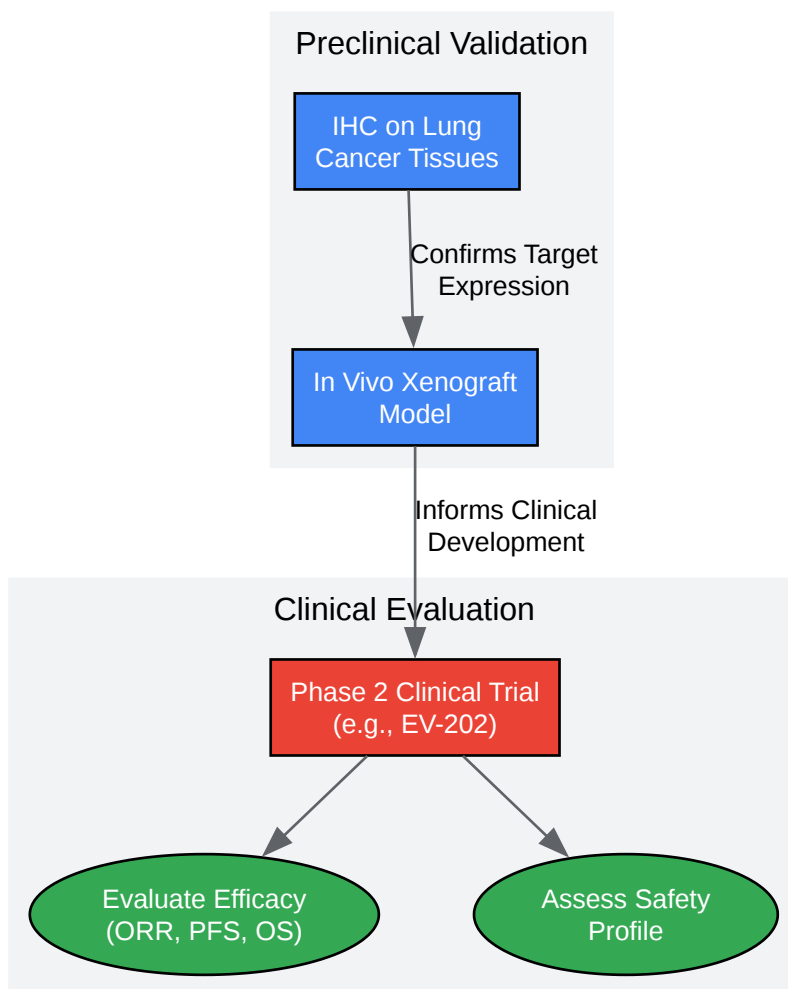 Preclinical Validation
IHC on Lung
Cancer Tissues
Confirms Target
Expression
In Vivo Xenograft
Model
Informs Clinical
Development
Clinical Evaluation
Phase 2 Clinical Trial
(e.g., EV-202)
Evaluate Efficacy
(ORR, PFS, OS)
Assess Safety
Profile